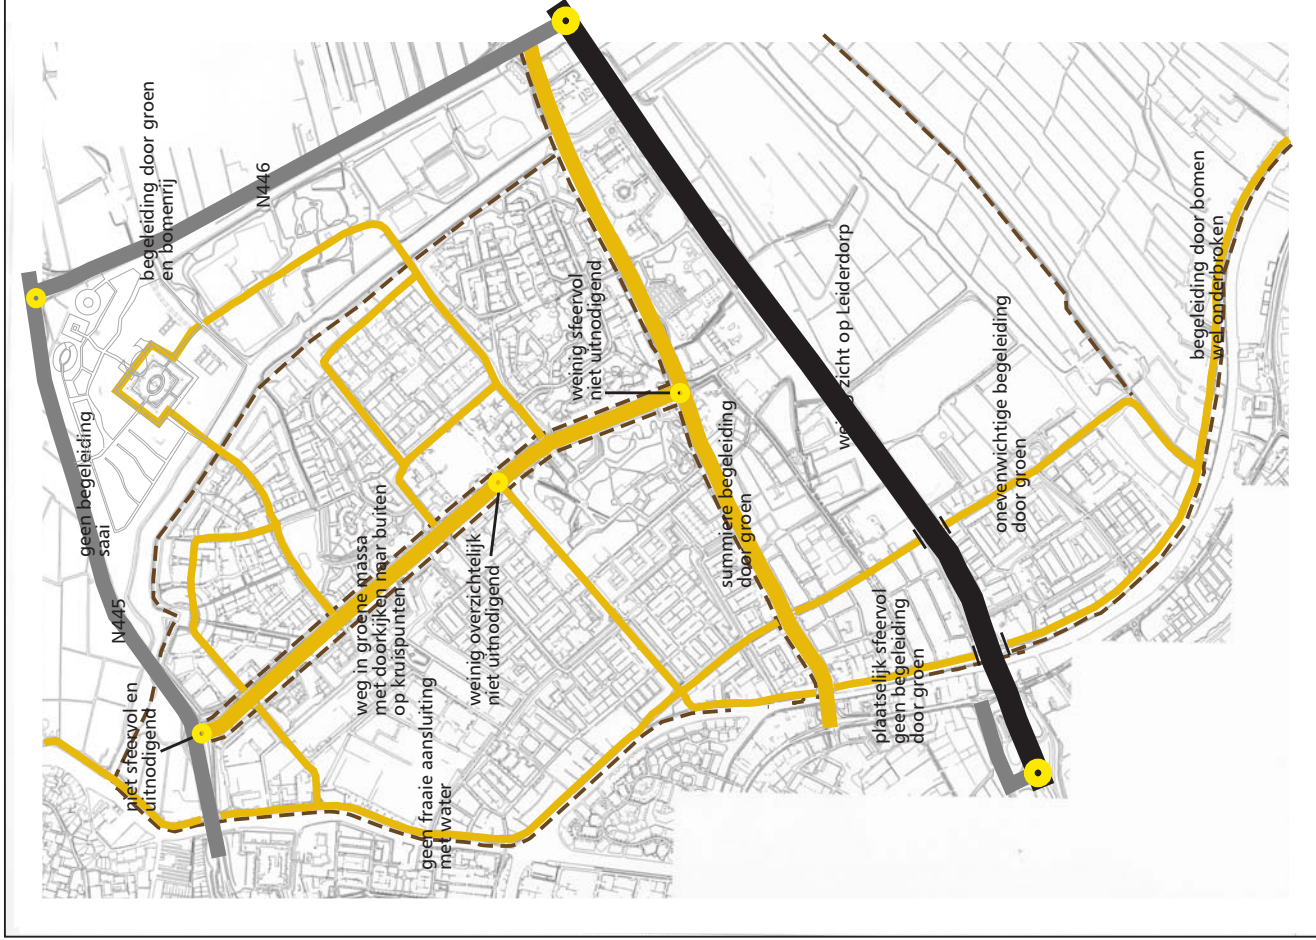 begeleiding door groen
en bomenrij
N446
geen begeleiding
saai
N445
niet sfeervol en
uitnodigend
weg in groene massa
met doorkijken naar buiten
op kruispunten
geen fraaie aansluiting
met water
weinig overzichtelijk
niet uitnodigend
weinig sfeervol
niet uitnodigend
summiere begeleiding
door groen
zicht op Leiderdorp
plaatselijk sfeervol
geen begeleiding
door groen
onevenwichtige begeleiding
door groen
begeleiding door bomen
wel onderbroken